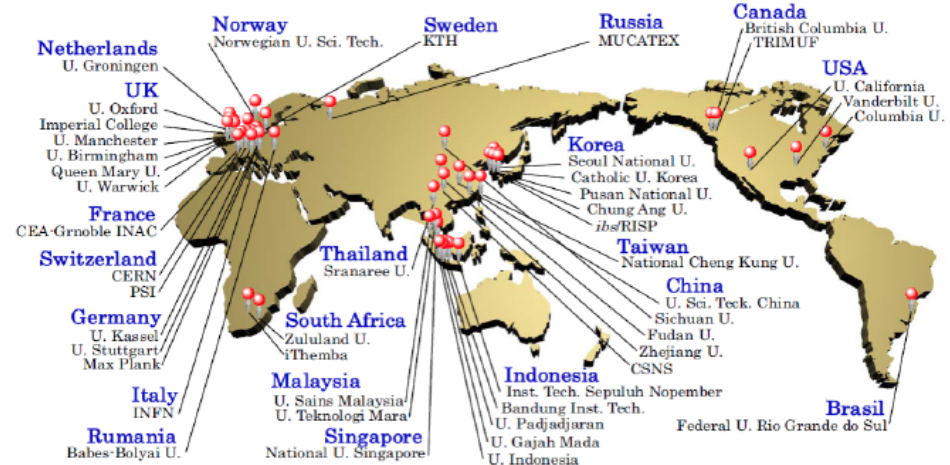 Norway
Norwegian U. Sci. Tech.
Sweden
KTH
Russia
MUCATEX
Canada
British Columbia U.
TRIMUF
Netherlands
U. Groningen
USA
U. California
Vanderbilt U.
Columbia U.
UK
U. Oxford
Imperial College
U. Manchester
U. Birmingham
Queen Mary U.
U. Warwick
Korea
Seoul National U.
Catholic U. Korea
Pusan National U.
Chung Ang U.
ibs/RISP
France
CEA-Grnoble INAC
Taiwan
National Cheng Kung U.
Switzerland
CERN
PSI
Thailand
Sranaree U.
China
U. Sci. Teck. China
Sichuan U.
Fudan U.
Zhejiang U.
CSNS
Germany
U. Kassel
U. Stuttgart
Max Plank
South Africa
Zululand U.
iThemba
Italy
INFN
Malaysia
U. Sains Malaysia
U. Teknologi Mara
Indonesia
Inst. Tech. Sepuluh Nopember
Bandung Inst. Tech.
U. Padjadjaran
U. Gajah Mada
U. Indonesia
Rumania
Babes-Bolyai U.
Singapore
National U. Singapore
Brasil
Federal U. Rio Grande do Sul